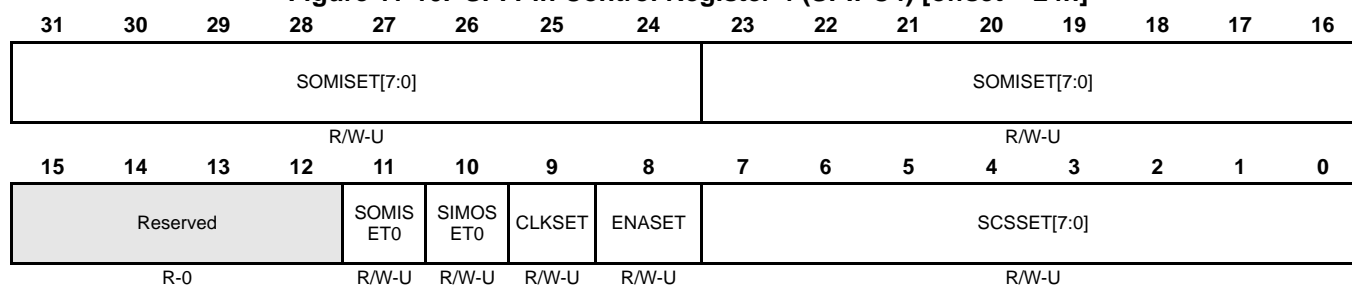 31 30 29 28 27 26 25 24 23 22 21 20 19 18 17 16
SOMISET[7:0] SOMISET[7:0]
R/W-U R/W-U
15 14 13 12 11 10 9 8 7 6 5 4 3 2 1 0
Reserved SOMIS ET0 SIMOS ET0 CLKSET ENASET SCSSET[7:0]
R-0 R/W-U R/W-U R/W-U R/W-U R/W-U